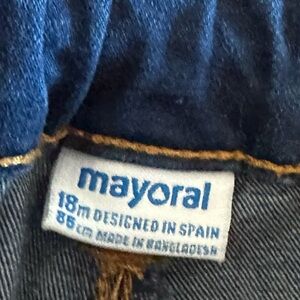 mayoral
18m DESIGNED IN SPAIN
86cm MADE IN BANGLADESH